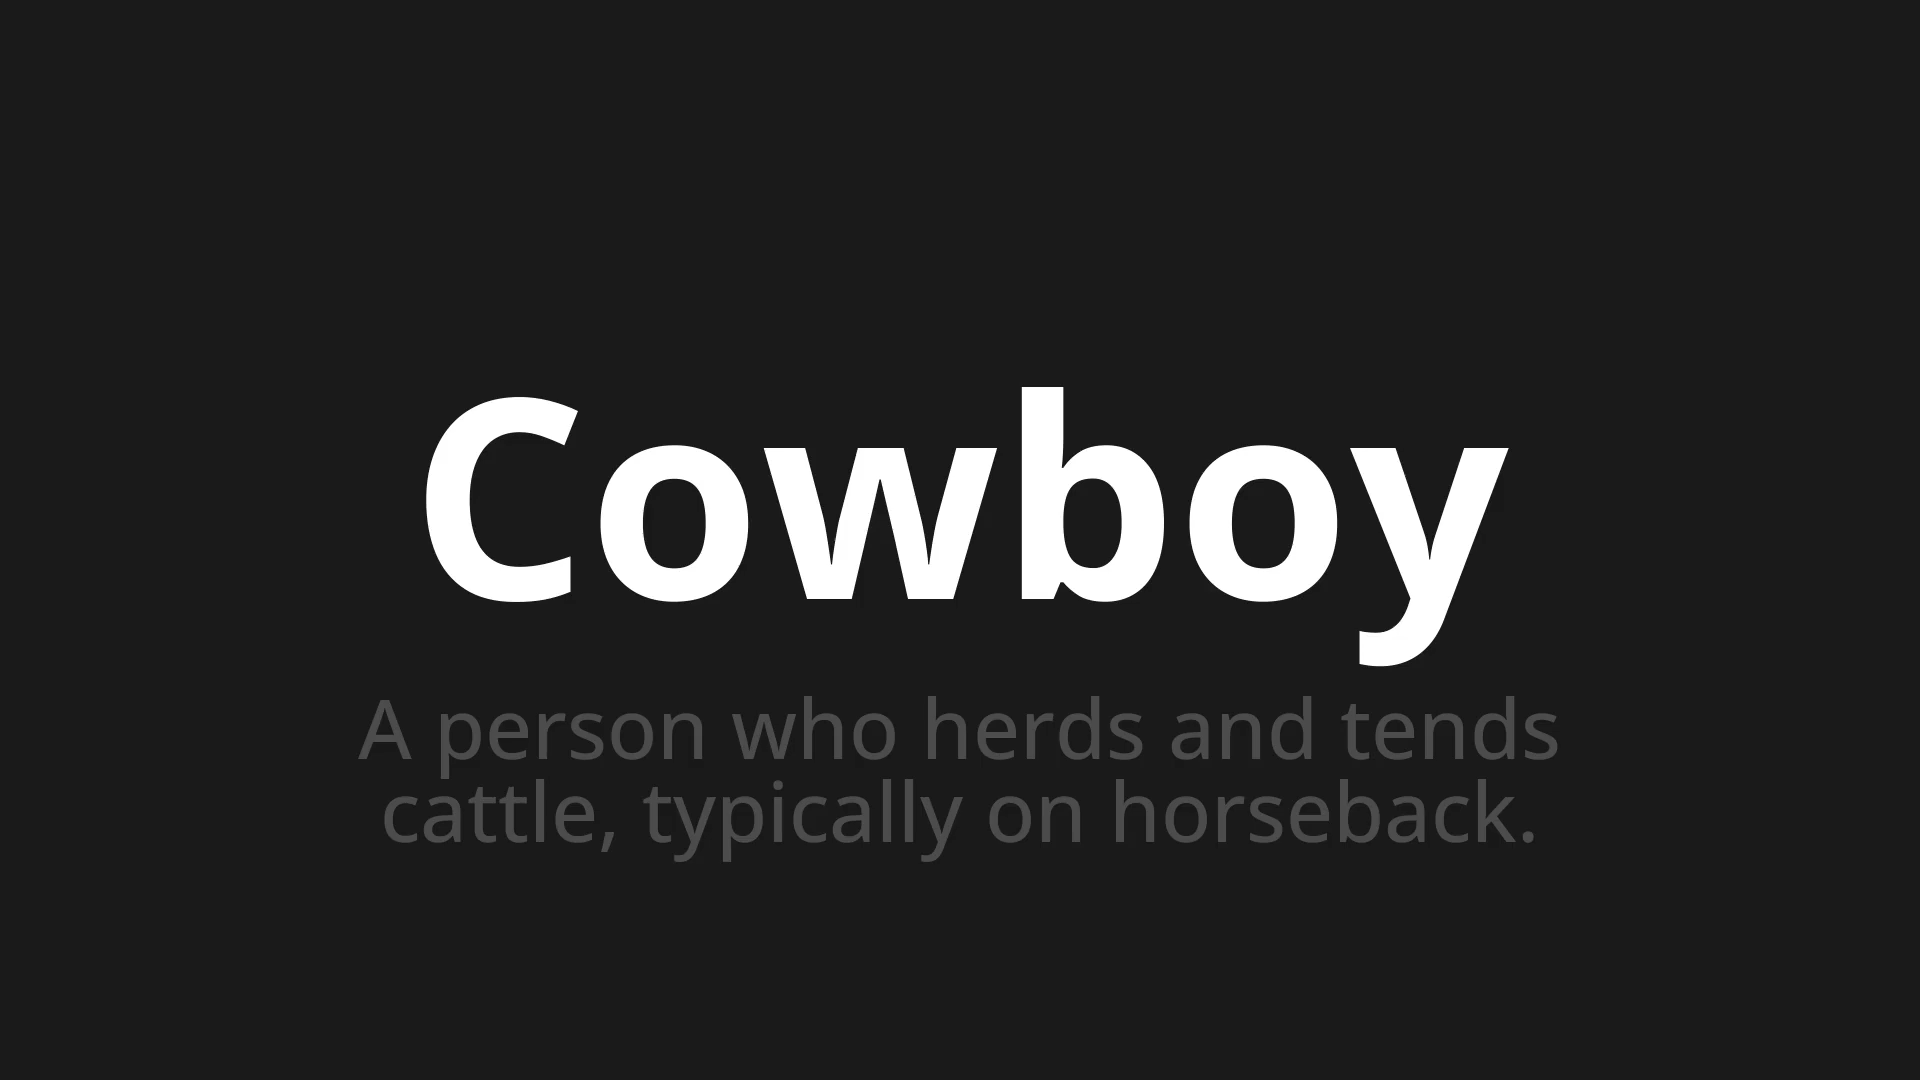 Cowboy
A person who herds and tends
cattle, typically on horseback.